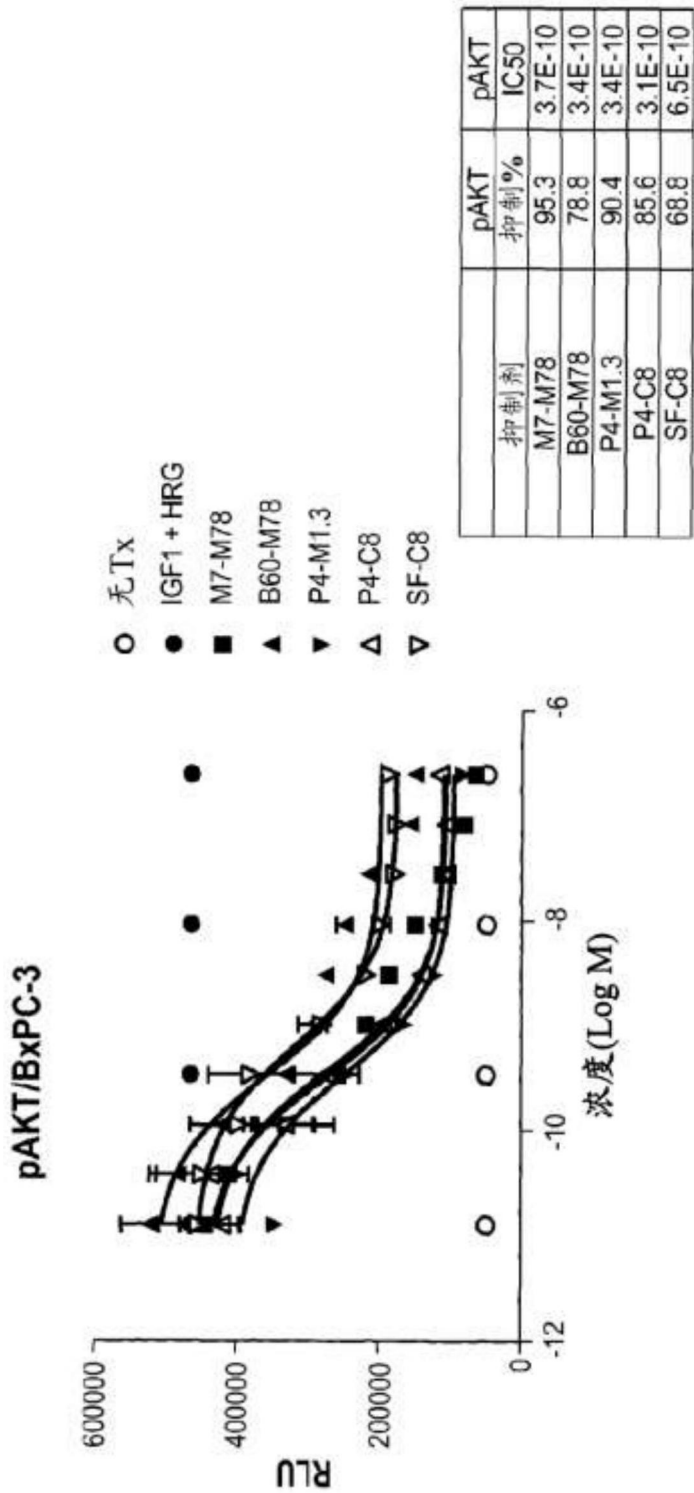 pAKT/BxPC-3
RLU
600000
400000
200000
0
-12
-10
-8
-6
浓度(Log M)
无Tx
IGF1 + HRG
M7-M78
B60-M78
P4-M1.3
P4-C8
SF-C8
pAKT pAKT
抑制剂 抑制% IC50
M7-M78 95.3 3.7E-10
B60-M78 78.8 3.4E-10
P4-M1.3 90.4 3.4E-10
P4-C8 85.6 3.1E-10
SF-C8 68.8 6.5E-10